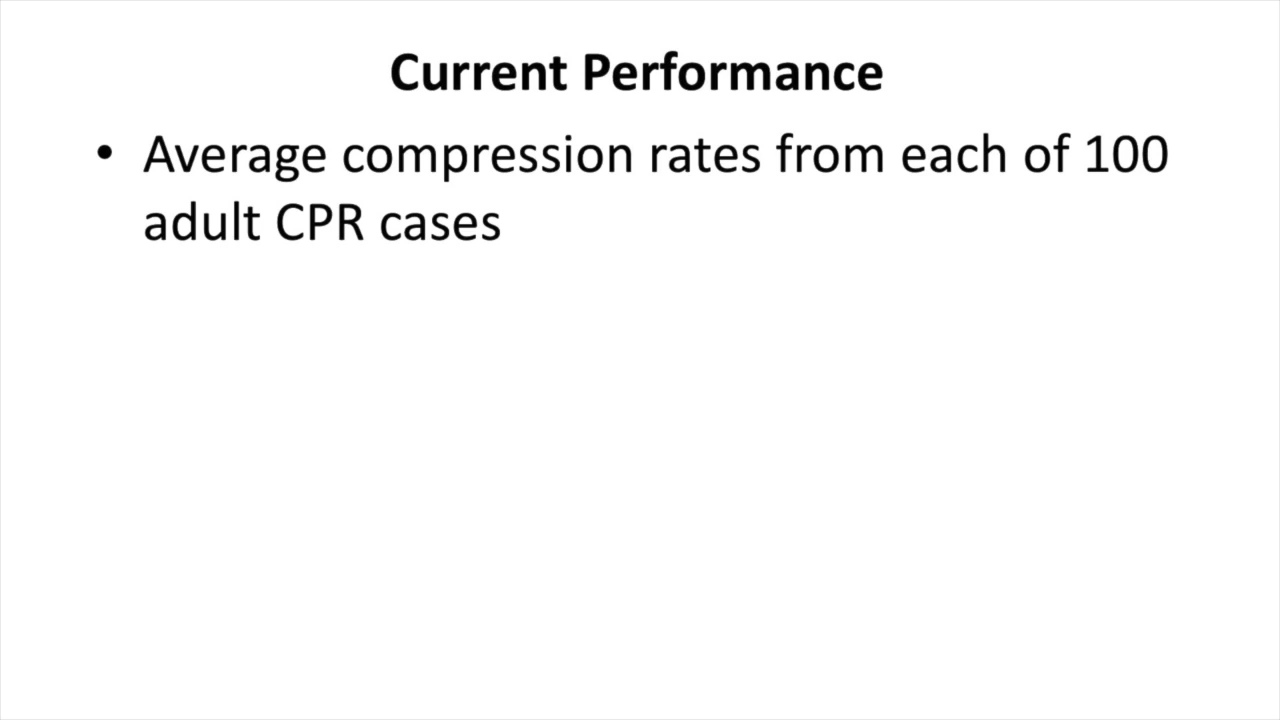 Current Performance
• Average compression rates from each of 100
adult CPR cases